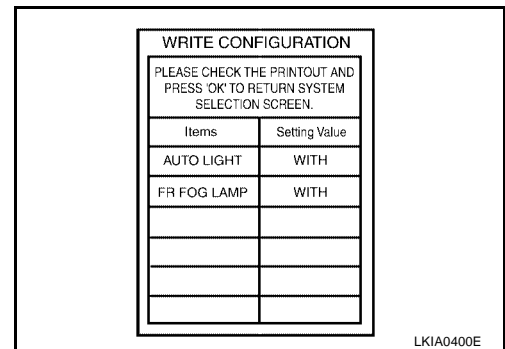 WRITE CONFIGURATION
PLEASE CHECK THE PRINTOUT AND
PRESS 'OK' TO RETURN SYSTEM
SELECTION SCREEN.
Items Setting Value
AUTO LIGHT WITH
FR FOG LAMP WITH
LKIA0400E